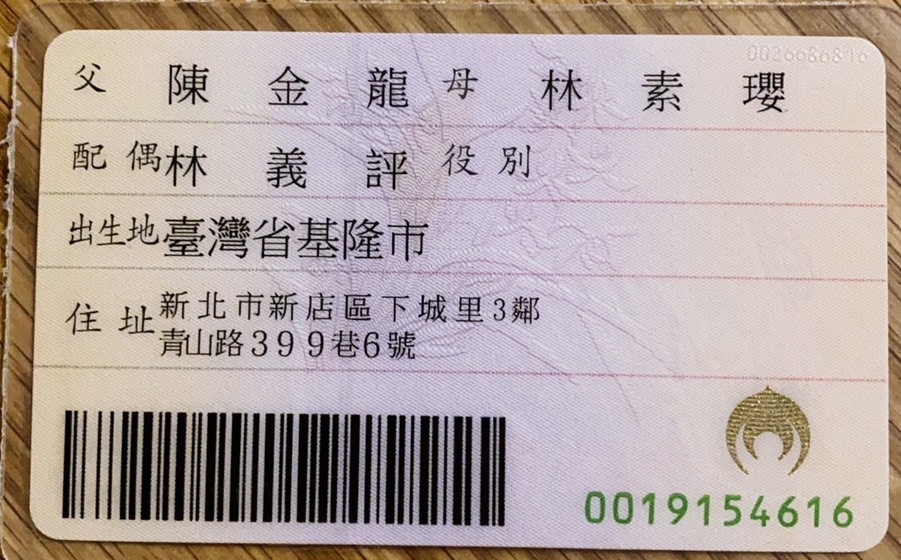 0026686816
父 陳 金 龍 母 林 素 瓔
配 偶 林 義 評 役 別
出生地 臺灣省基隆市
住 址 新北市新店區下城里3鄰
青山路399巷6號
0019154616